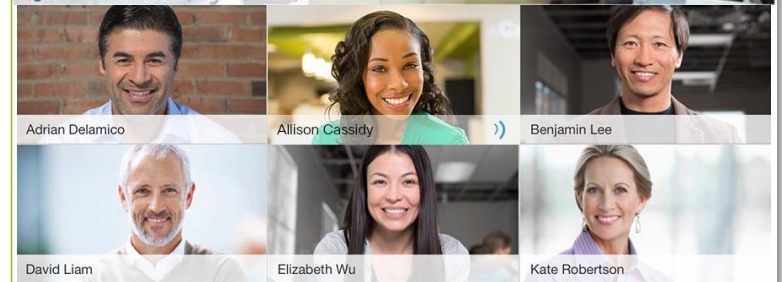 Adrian Delamico
Allison Cassidy
Benjamin Lee
David Liam
Elizabeth Wu
Kate Robertson